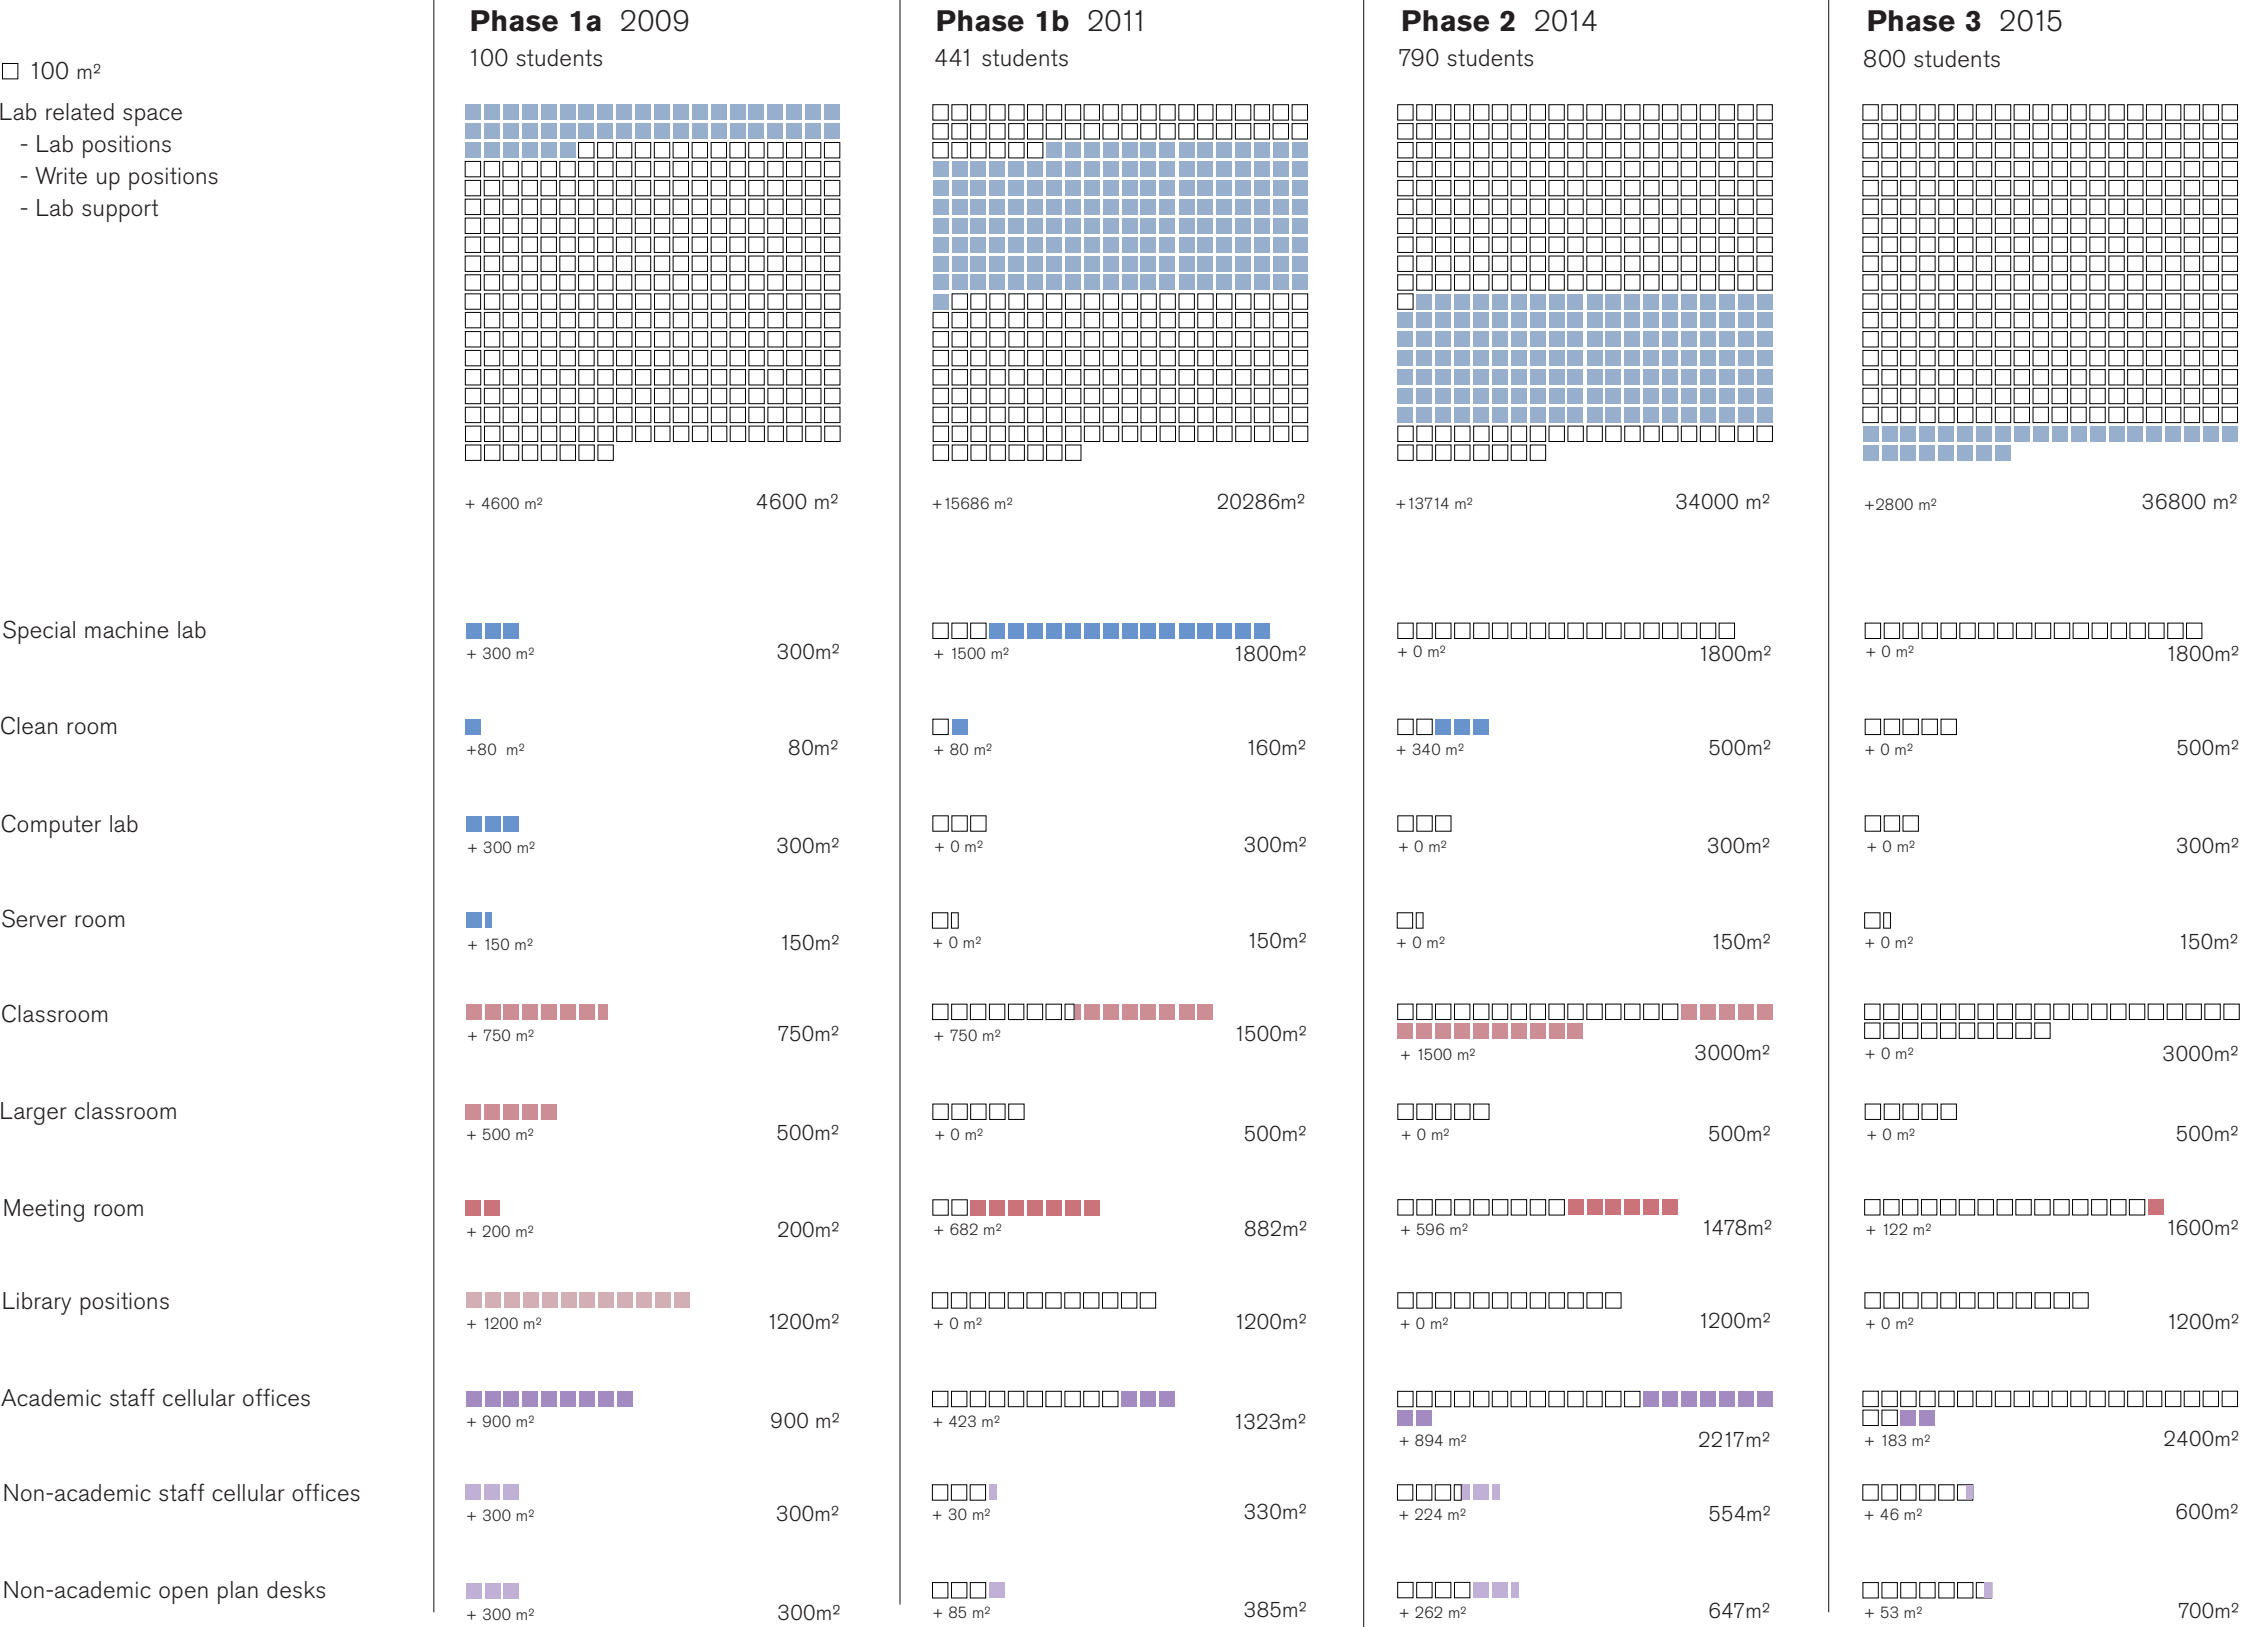 Phase 1a 2009
100 students
Phase 1b 2011
441 students
Phase 2 2014
790 students
Phase 3 2015
800 students
100 m²
Lab related space
- Lab positions
- Write up positions
- Lab support
+ 4600 m² 4600 m²
+15686 m² 20286m²
+13714 m² 34000 m²
+2800 m² 36800 m²
Special machine lab
+ 300 m² 300m²
+ 1500 m² 1800m²
+ 0 m² 1800m²
+ 0 m² 1800m²
Clean room
+80 m² 80m²
+ 80 m² 160m²
+ 340 m² 500m²
+ 0 m² 500m²
Computer lab
+ 300 m² 300m²
+ 0 m² 300m²
+ 0 m² 300m²
+ 0 m² 300m²
Server room
+ 150 m² 150m²
+ 0 m² 150m²
+ 0 m² 150m²
+ 0 m² 150m²
Classroom
+ 750 m² 750m²
+ 750 m² 1500m²
+ 1500 m² 3000m²
+ 0 m² 3000m²
Larger classroom
+ 500 m² 500m²
+ 0 m² 500m²
+ 0 m² 500m²
+ 0 m² 500m²
Meeting room
+ 200 m² 200m²
+ 682 m² 882m²
+ 596 m² 1478m²
+ 122 m² 1600m²
Library positions
+ 1200 m² 1200m²
+ 0 m² 1200m²
+ 0 m² 1200m²
+ 0 m² 1200m²
Academic staff cellular offices
+ 900 m² 900 m²
+ 423 m² 1323m²
+ 894 m² 2217m²
+ 183 m² 2400m²
Non-academic staff cellular offices
+ 300 m² 300m²
+ 30 m² 330m²
+ 224 m² 554m²
+ 46 m² 600m²
Non-academic open plan desks
+ 300 m² 300m²
+ 85 m² 385m²
+ 262 m² 647m²
+ 53 m² 700m²